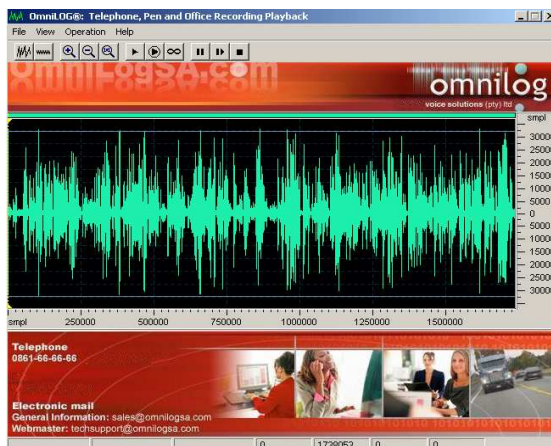 OmniLOG®: Telephone, Pen and Office Recording Playback
File View Operation Help
OmniLogSA.com
omnilog
voice solutions (pty) ltd
smpl
30000
25000
20000
15000
10000
5000
0
5000
10000
15000
20000
25000
30000
smpl 250000 500000 750000 1000000 1250000 1500000
Telephone
0861-66-66-66
Electronic mail
General Information: sales@omnilogsa.com
Webmaster: techsupport@omnilogsa.com
0 1738053 0 0